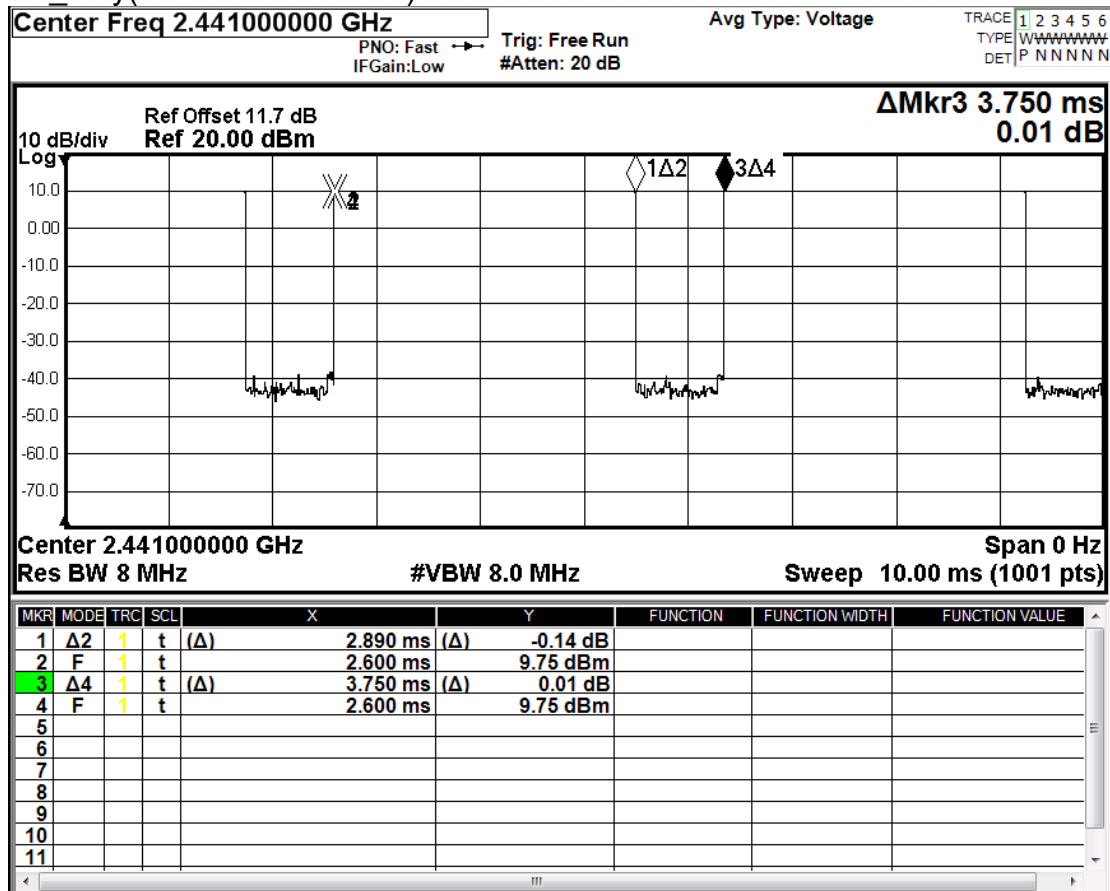 Center Freq 2.441000000 GHz
PNO: Fast
IFGain:Low
Trig: Free Run
#Atten: 20 dB
Avg Type: Voltage
TRACE 1 2 3 4 5 6
TYPE WWWWWW
DET P N N N N N
ΔMkr3 3.750 ms
0.01 dB
Ref Offset 11.7 dB
10 dB/div Ref 20.00 dBm
Log
1Δ2 3Δ4
10.0
0.00
-10.0
-20.0
-30.0
-40.0
-50.0
-60.0
-70.0
Center 2.441000000 GHz Span 0 Hz
Res BW 8 MHz #VBW 8.0 MHz Sweep 10.00 ms (1001 pts)
MKR MODE TRC SCL X Y FUNCTION FUNCTION WIDTH FUNCTION VALUE
1 Δ2 1 t (Δ) 2.890 ms (Δ) -0.14 dB
2 F 1 t 2.600 ms 9.75 dBm
3 Δ4 1 t (Δ) 3.750 ms (Δ) 0.01 dB
4 F 1 t 2.600 ms 9.75 dBm
5
6
7
8
9
10
11